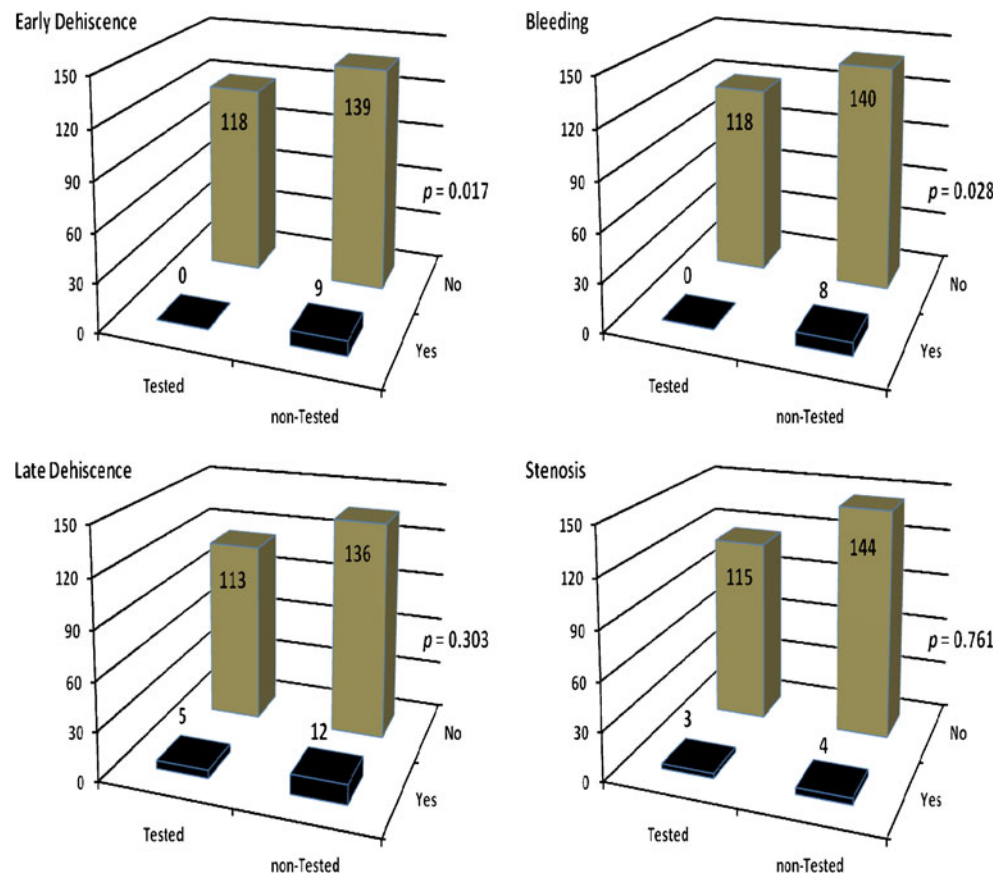 Early Dehiscence
150
120
90
60
30
0
118
139
0
9
p = 0.017
No
Yes
Tested
non-Tested
Bleeding
150
120
90
60
30
0
118
140
0
8
p = 0.028
No
Yes
Tested
non-Tested
Late Dehiscence
150
120
90
60
30
0
113
136
5
12
p = 0.303
No
Yes
Tested
non-Tested
Stenosis
150
120
90
60
30
0
115
144
3
4
p = 0.761
No
Yes
Tested
non-Tested